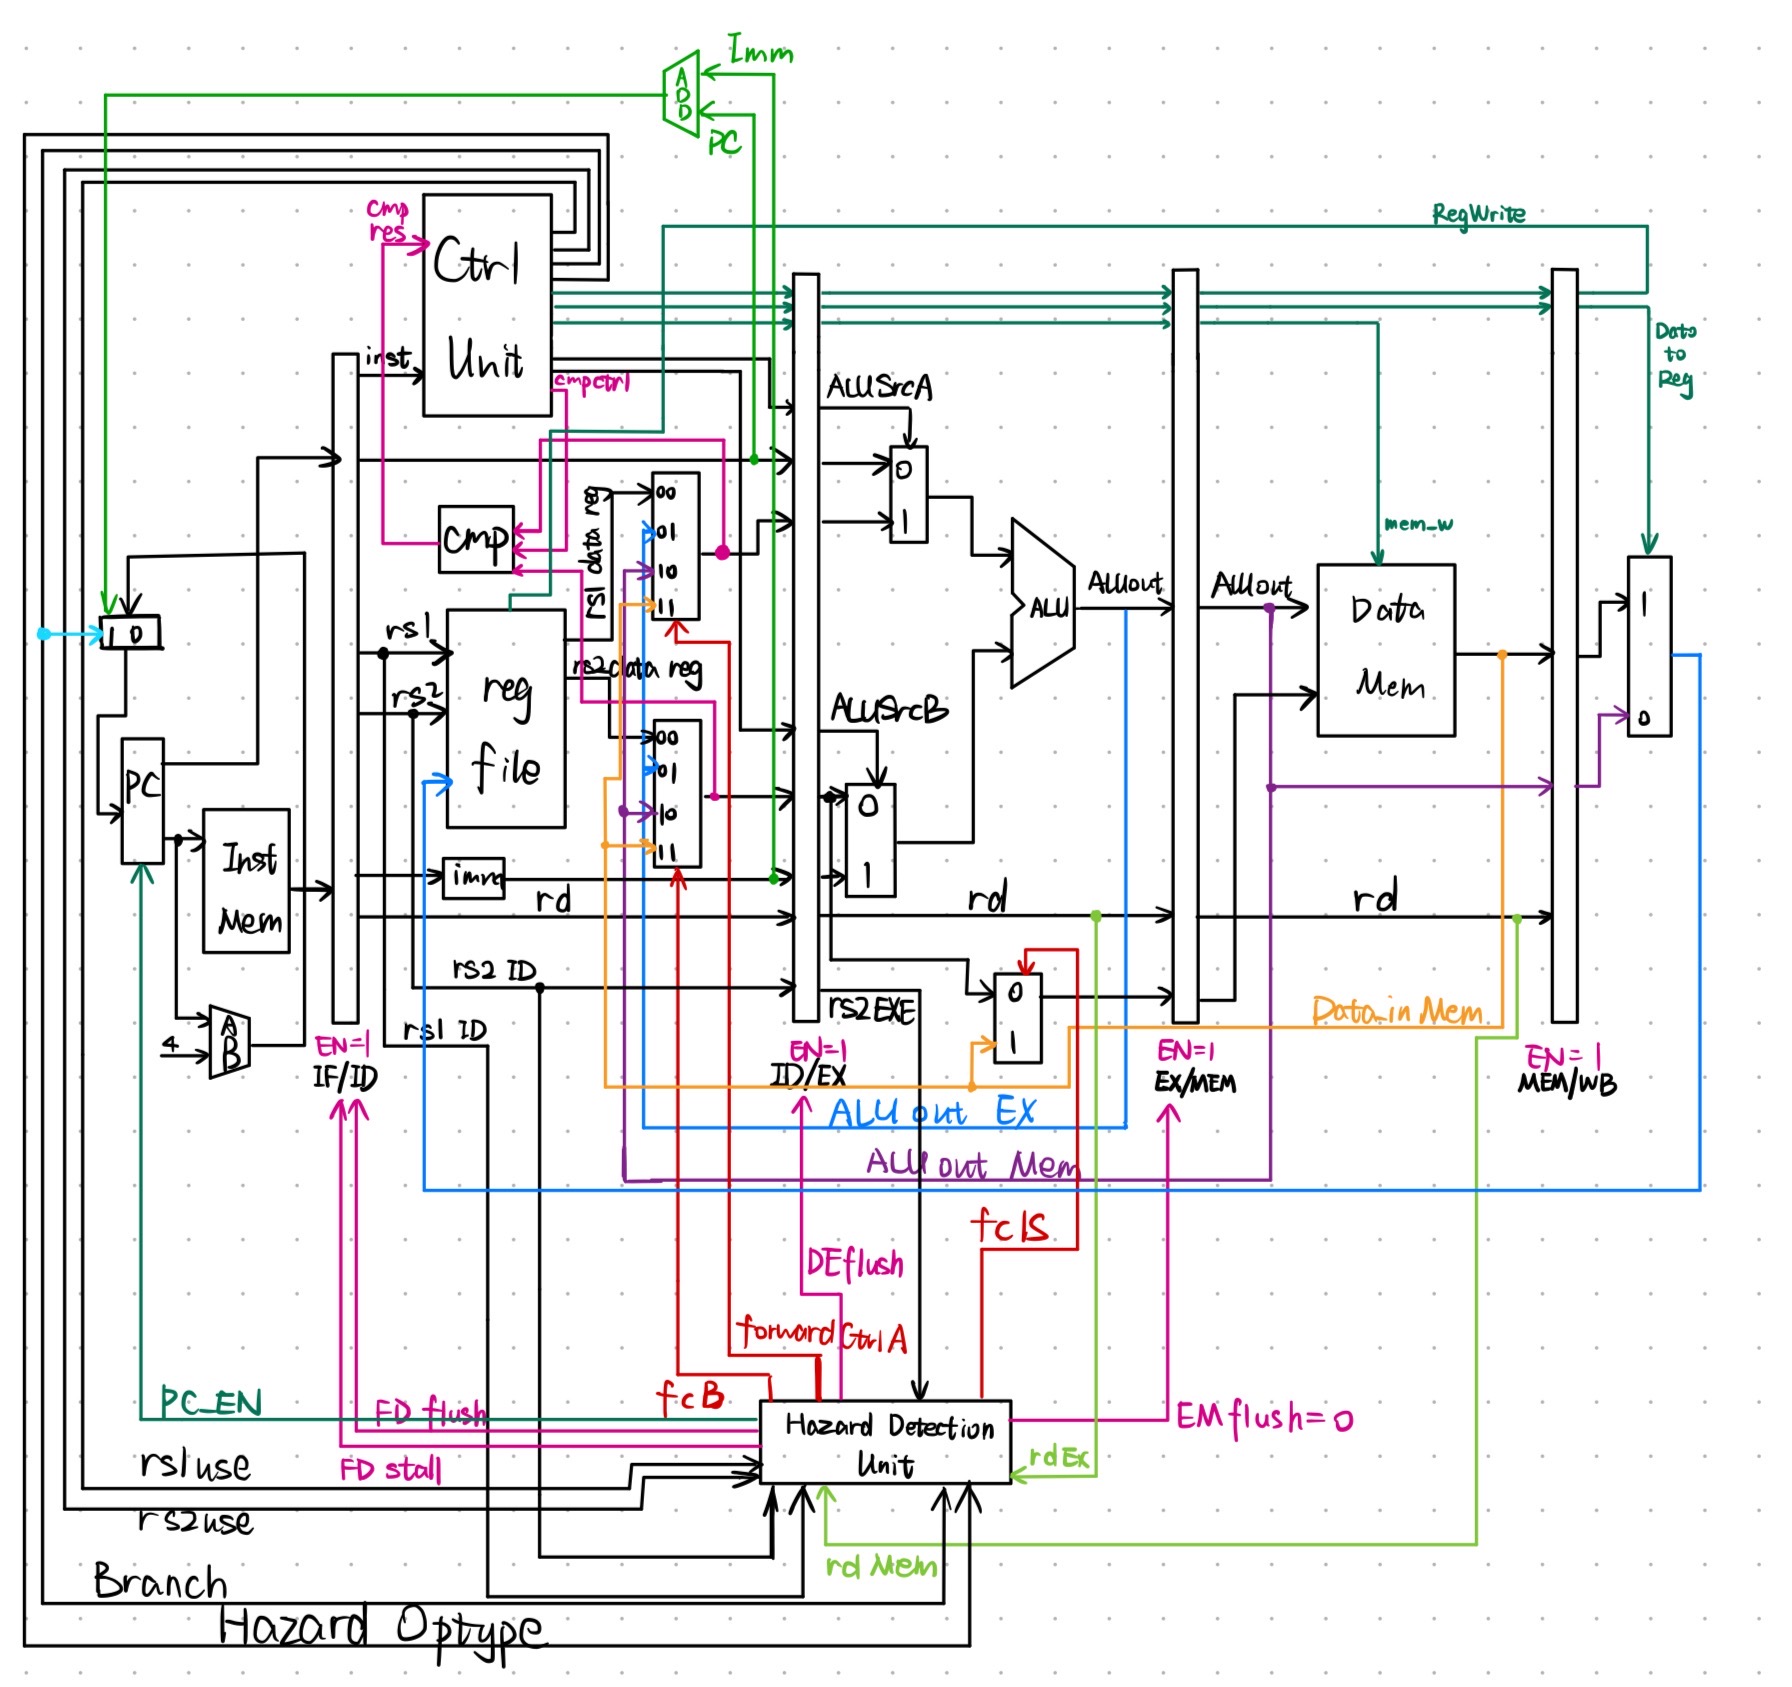 Imm
ADD
PC
cmp
res
Ctrl
Unit
RegWrite
inst
cmpctrl
Data
to
Reg
ALUSrcA
0
1
rs1 data reg
00
01
10
11
cmp
mem_w
ALU
ALUout
ALUout
Data
Mem
1
0
1 0
rs1
rs2
reg
file
rs2data reg
00
01
10
11
ALUSrcB
0
1
PC
Inst
Mem
imm
rd
rd
rd
rs2 ID
rs1 ID
rs2 EXE
0
1
Data_in Mem
4
EN=1
IF/ID
EN=1
ID/EX
EN=1
EX/MEM
EN=1
MEM/WB
ALU out EX
ALU out Mem
fclS
DEflush
forward Ctrl A
fcB
PC_EN
FD flush
FD stall
Hazard Detection
Unit
EMflush=0
rdEx
rs1use
rs2use
rd Mem
Branch
Hazard Optype